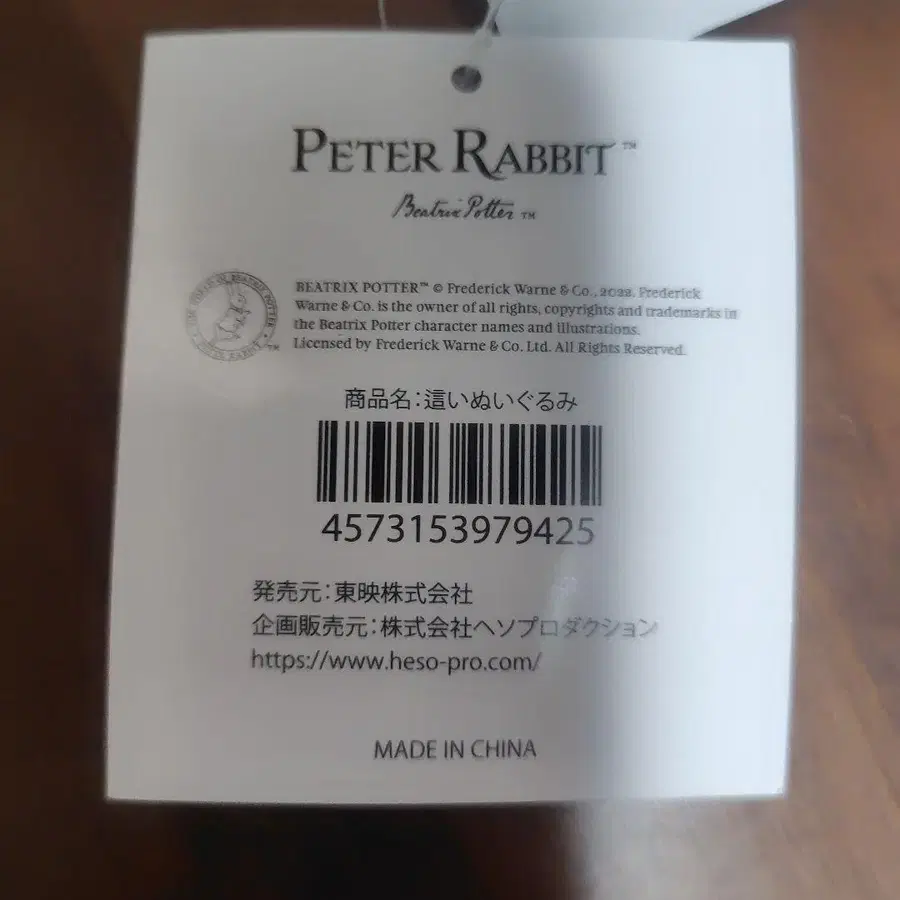 PETER RABBIT™
Beatrix Potter™
BEATRIX POTTER™ © Frederick Warne & Co., 2022. Frederick
Warne & Co. is the owner of all rights, copyrights and trademarks in
the Beatrix Potter character names and illustrations.
Licensed by Frederick Warne & Co. Ltd. All Rights Reserved.
商品名：這いぬいぐるみ
4573153979425
発売元：東映株式会社
企画販売元：株式会社ヘソプロダクション
https://www.heso-pro.com/
MADE IN CHINA